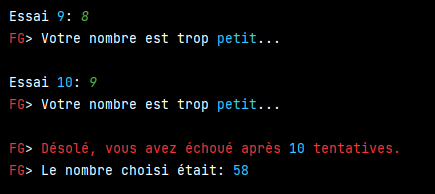 Essai 9: 8
FG> Votre nombre est trop petit...
Essai 10: 9
FG> Votre nombre est trop petit...
FG> Désolé, vous avez échoué après 10 tentatives.
FG> Le nombre choisi était: 58